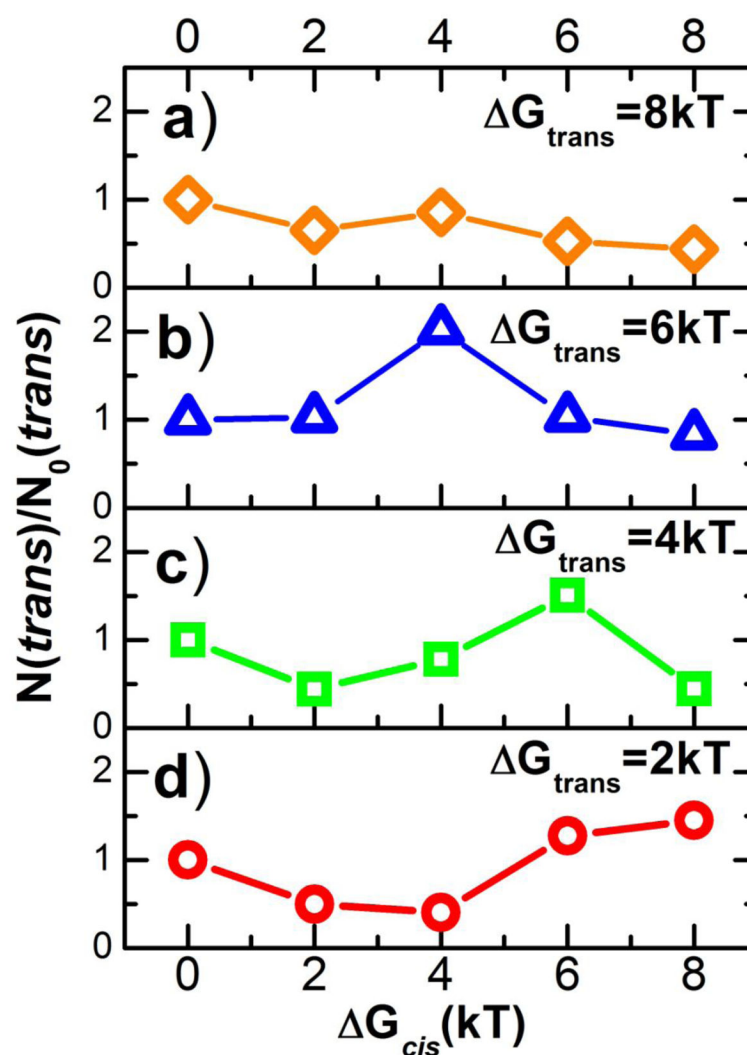 0 2 4 6 8
N(trans)/N₀(trans)
a) ΔG_trans=8kT
2
1
0
b) ΔG_trans=6kT
2
1
0
c) ΔG_trans=4kT
2
1
0
d) ΔG_trans=2kT
2
1
0
0 2 4 6 8
ΔG_cis(kT)